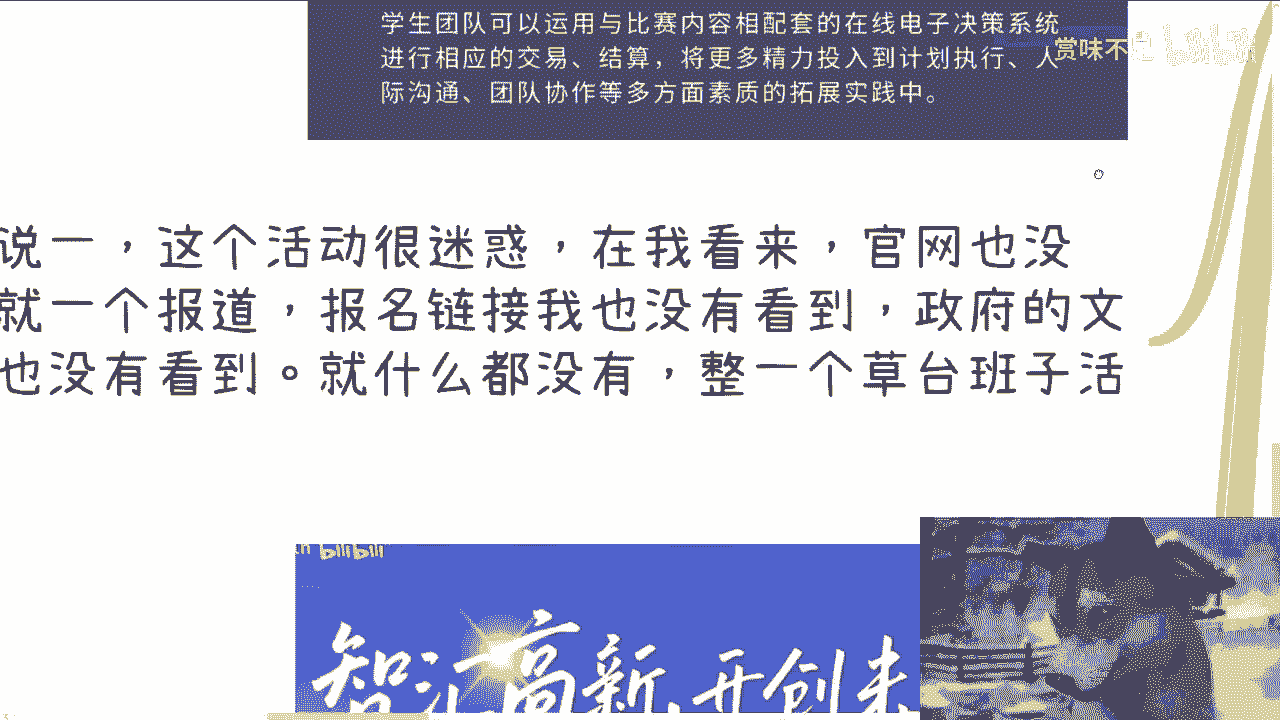 学生团队可以运用与比赛内容相配套的在线电子决策系统
进行相应的交易、结算，将更多精力投入到计划执行、人
际沟通、团队协作等多方面素质的拓展实践中。
赏味不
bilibili
说一，这个活动很迷惑，在我看来，官网也没
就一个报道，报名链接我也没有看到，政府的文
也没有看到。就什么都没有，整一个草台班子活
bilibili
智汇高新，开创未